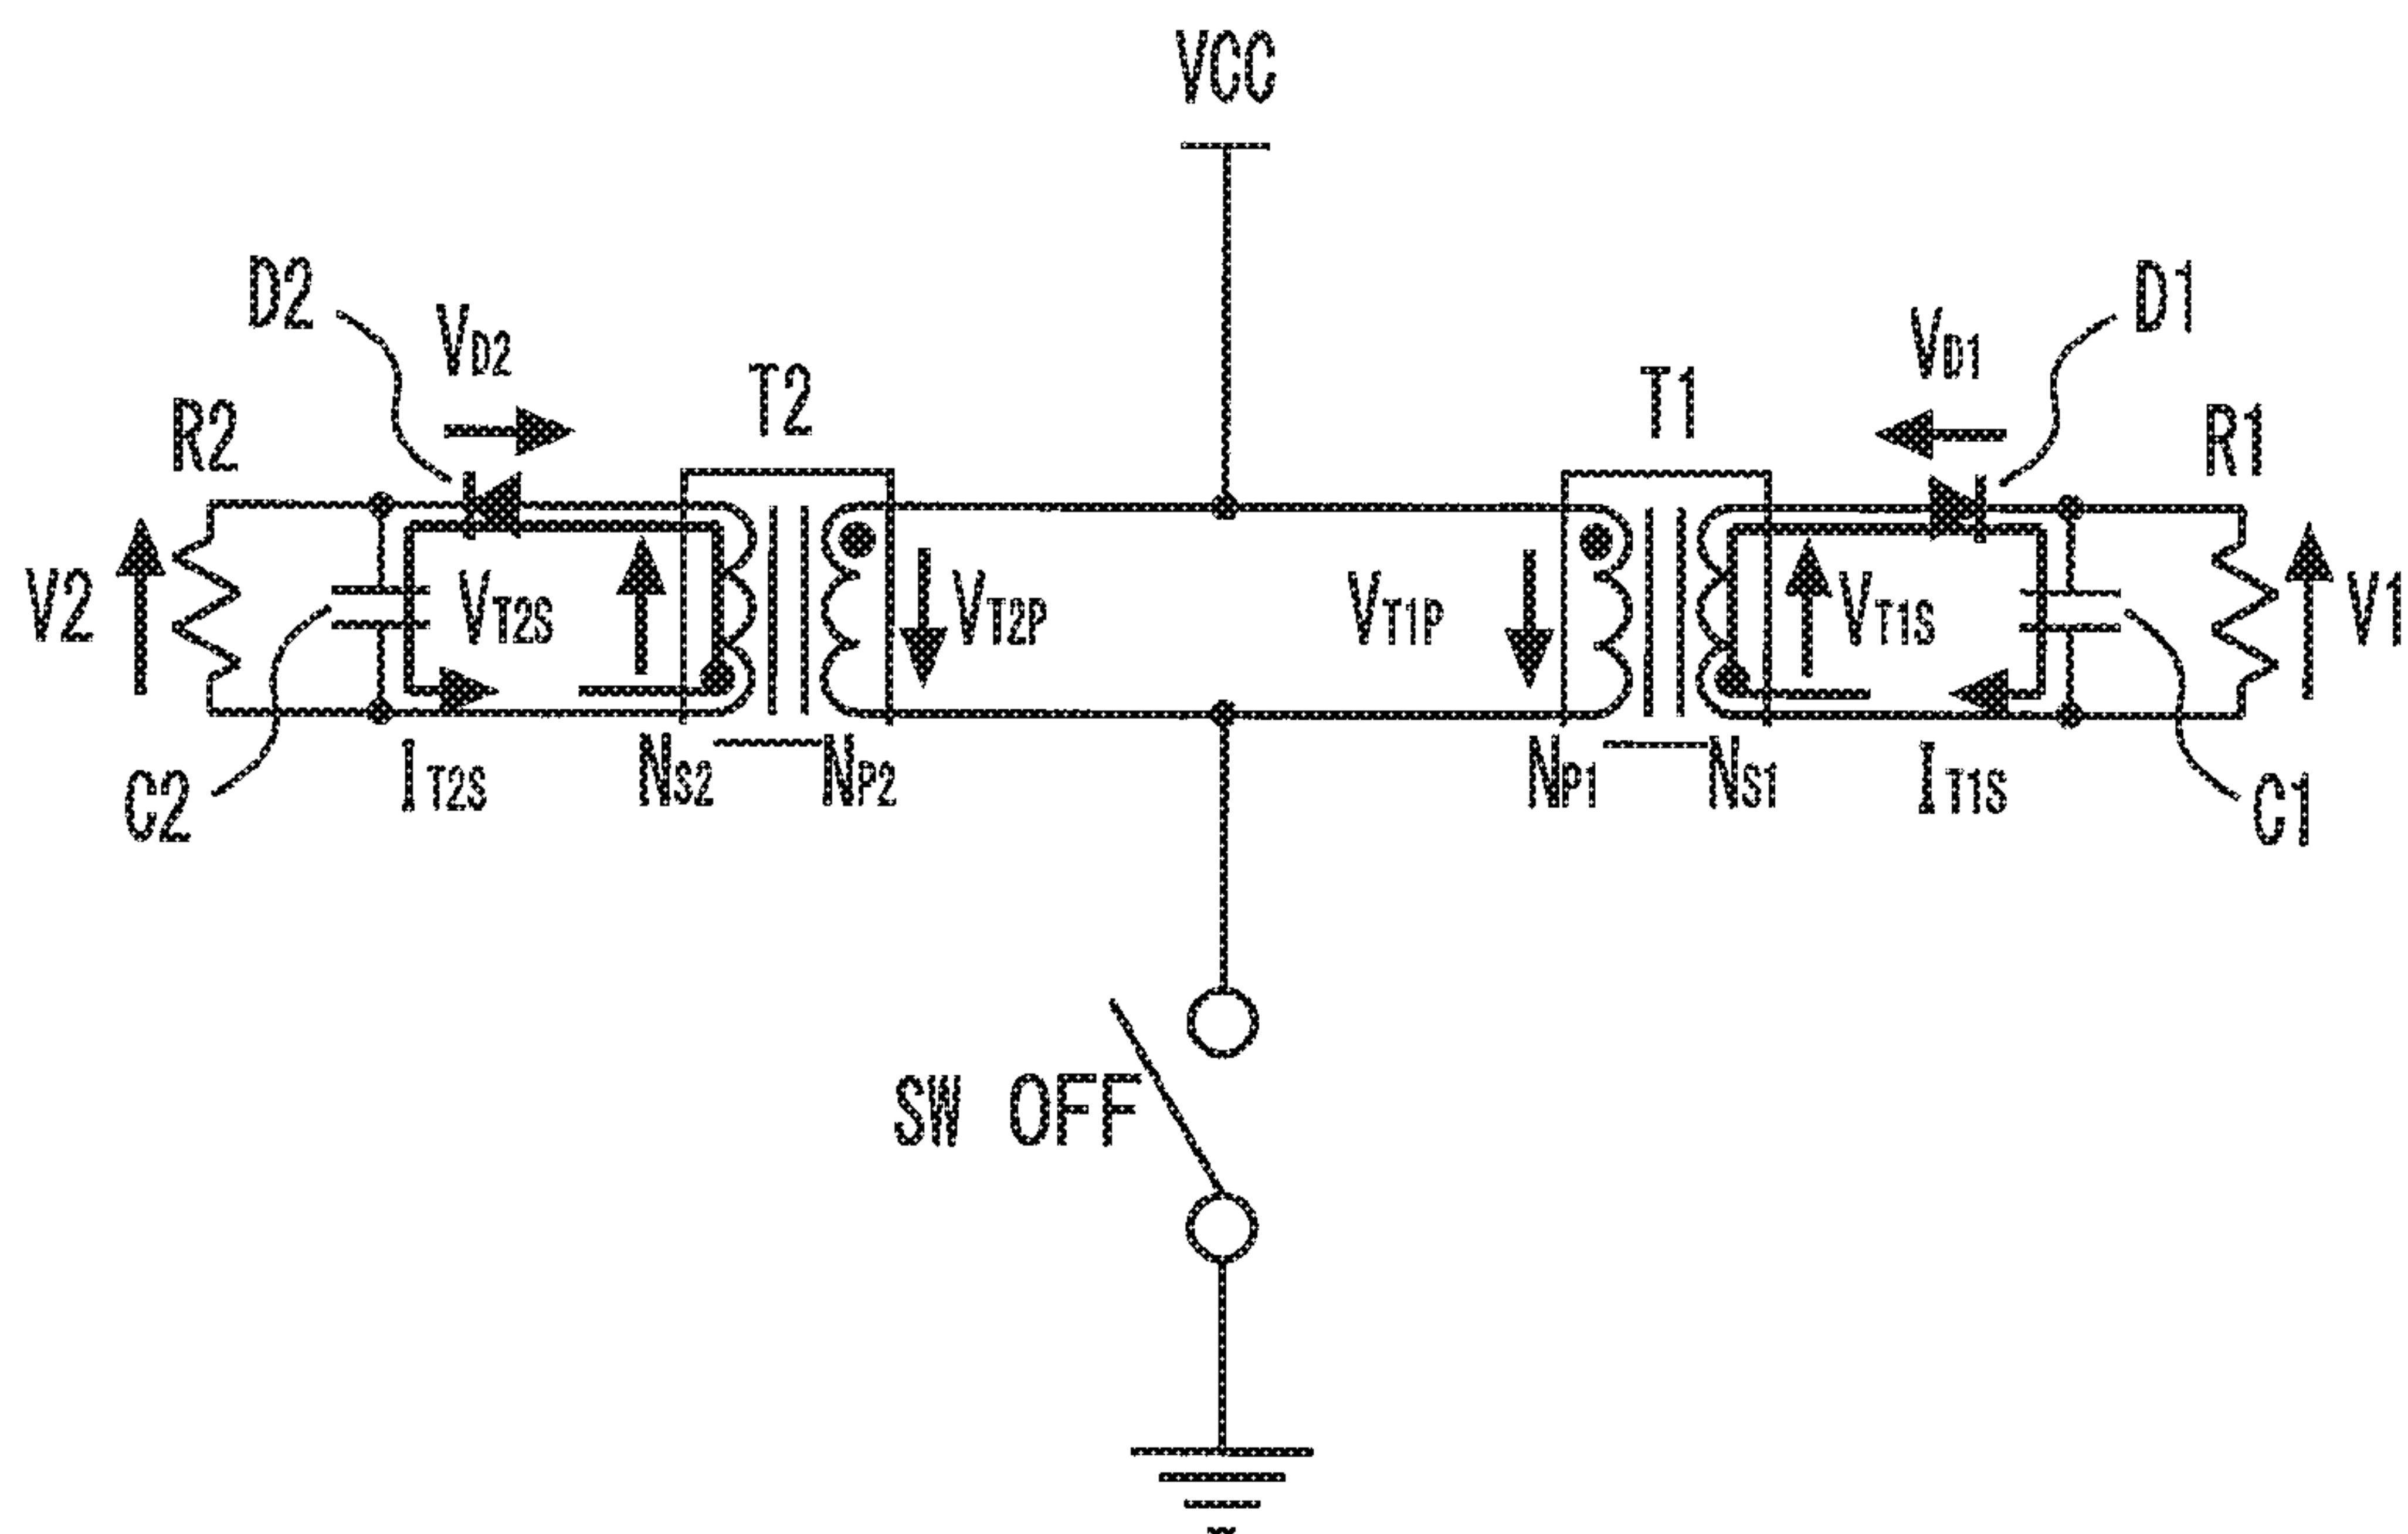 VCC
D2
VD2
T2
T1
VD1
D1
R2
R1
V2
VT2S
VT2P
VT1P
VT1S
V1
C2
IT2S
NS2
NP2
NP1
NS1
IT1S
C1
SW OFF